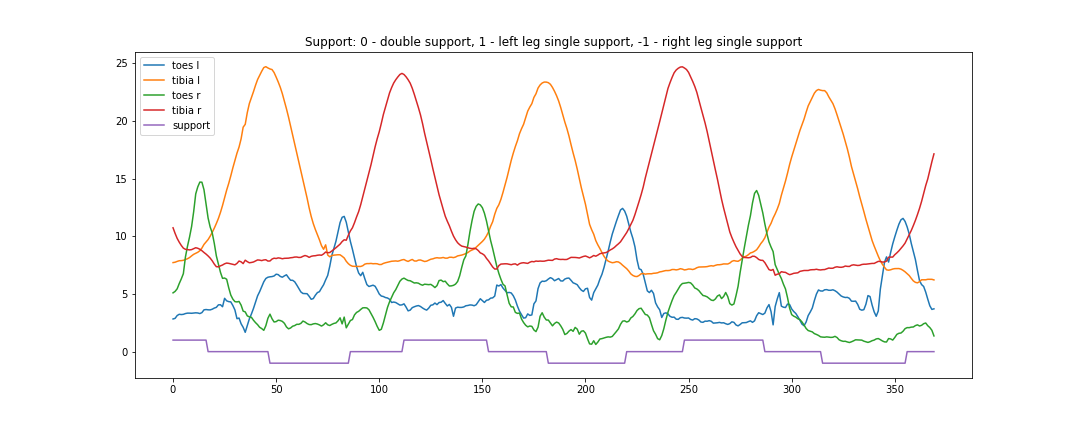 Support: 0 - double support, 1 - left leg single support, -1 - right leg single support
25
20
15
10
5
0
toes l
tibia l
toes r
tibia r
support
0 50 100 150 200 250 300 350